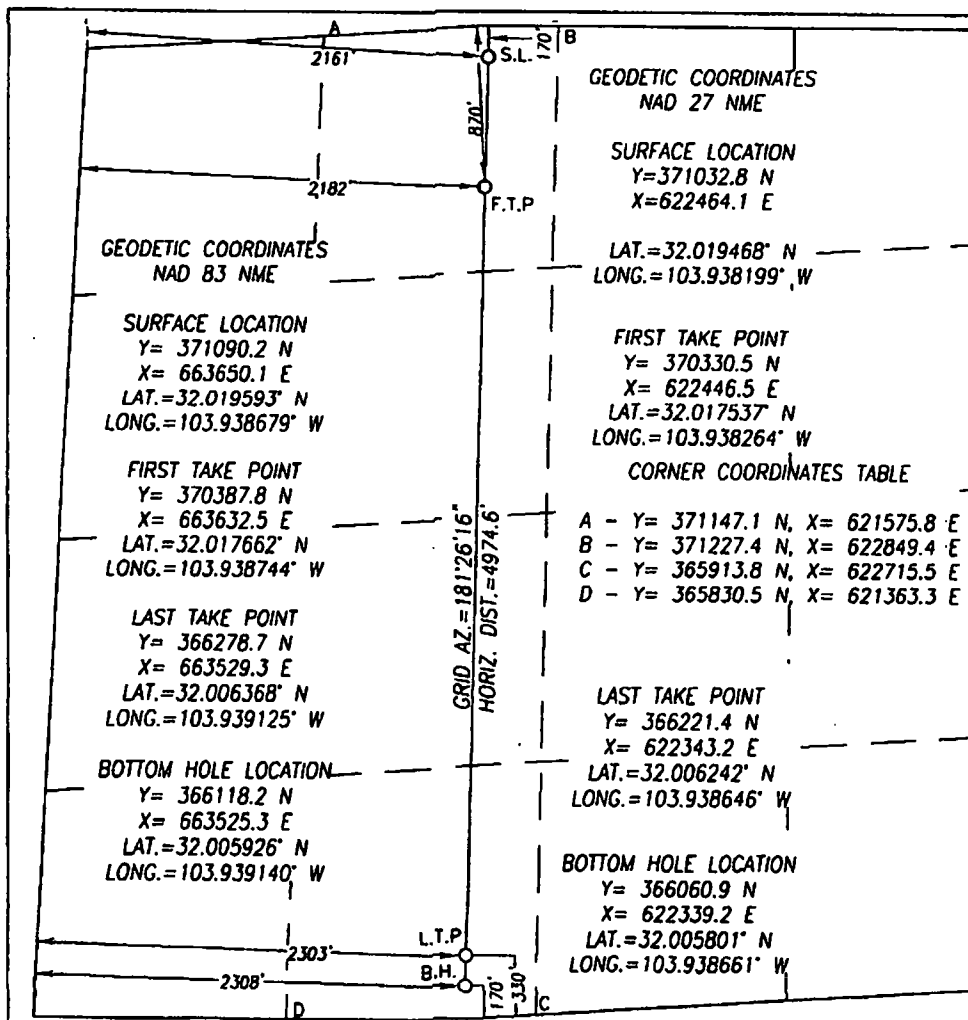 A
2161'
S.L.
170'
B
870'
2182'
F.T.P
GEODETIC COORDINATES
NAD 83 NME
SURFACE LOCATION
Y= 371090.2 N
X= 663650.1 E
LAT.=32.019593° N
LONG.=103.938679° W
FIRST TAKE POINT
Y= 370387.8 N
X= 663632.5 E
LAT.=32.017662° N
LONG.=103.938744° W
LAST TAKE POINT
Y= 366278.7 N
X= 663529.3 E
LAT.=32.006368° N
LONG.=103.939125° W
BOTTOM HOLE LOCATION
Y= 366118.2 N
X= 663525.3 E
LAT.=32.005926° N
LONG.=103.939140° W
GRID AZ.=181°26'16"
HORIZ. DIST.=4974.6'
GEODETIC COORDINATES
NAD 27 NME
SURFACE LOCATION
Y=371032.8 N
X=622464.1 E
LAT.=32.019468° N
LONG.=103.938199° W
FIRST TAKE POINT
Y= 370330.5 N
X= 622446.5 E
LAT.=32.017537° N
LONG.=103.938264° W
CORNER COORDINATES TABLE
A - Y= 371147.1 N, X= 621575.8 E
B - Y= 371227.4 N, X= 622849.4 E
C - Y= 365913.8 N, X= 622715.5 E
D - Y= 365830.5 N, X= 621363.3 E
LAST TAKE POINT
Y= 366221.4 N
X= 622343.2 E
LAT.=32.006242° N
LONG.=103.938646° W
BOTTOM HOLE LOCATION
Y= 366060.9 N
X= 622339.2 E
LAT.=32.005801° N
LONG.=103.938661° W
L.T.P
2303'
B.H.
2308'
170'
330'
D
C